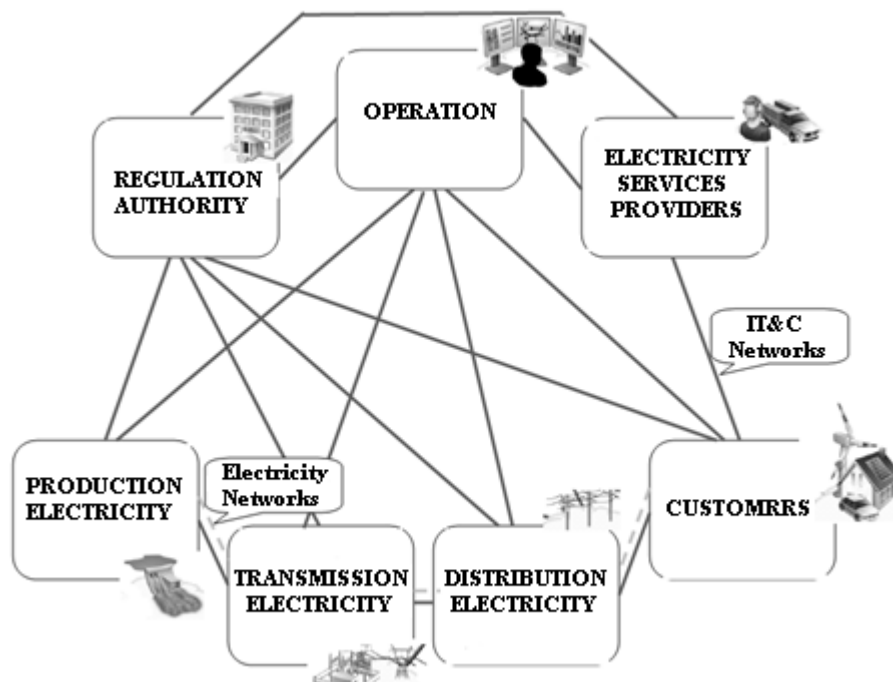 OPERATION
REGULATION
AUTHORITY
ELECTRICITY
SERVICES
PROVIDERS
IT&C
Networks
PRODUCTION
ELECTRICITY
Electricity
Networks
CUSTOMRRS
TRANSMISSION
ELECTRICITY
DISTRIBUTION
ELECTRICITY